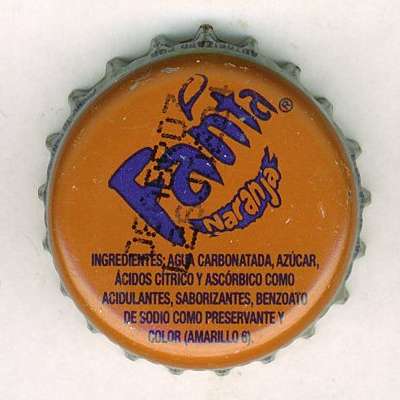 Fanta®
Naranja
INGREDIENTES: AGUA CARBONATADA, AZÚCAR,
ÁCIDOS CÍTRICO Y ASCÓRBICO COMO
ACIDULANTES, SABORIZANTES, BENZOATO
DE SODIO COMO PRESERVANTE Y
COLOR (AMARILLO 6).